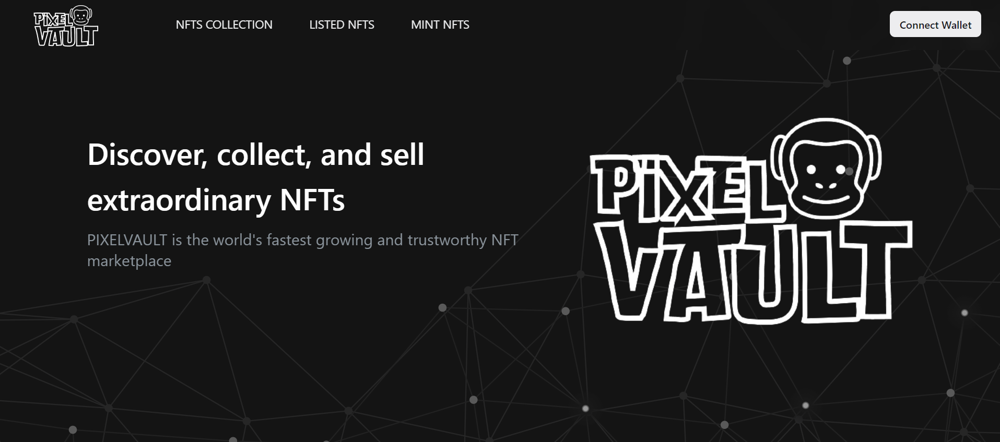 PiXEL
VAULT
NFTS COLLECTION
LISTED NFTS
MINT NFTS
Connect Wallet
Discover, collect, and sell
extraordinary NFTs
PIXELVAULT is the world's fastest growing and trustworthy NFT
marketplace
PiXEL
VAULT